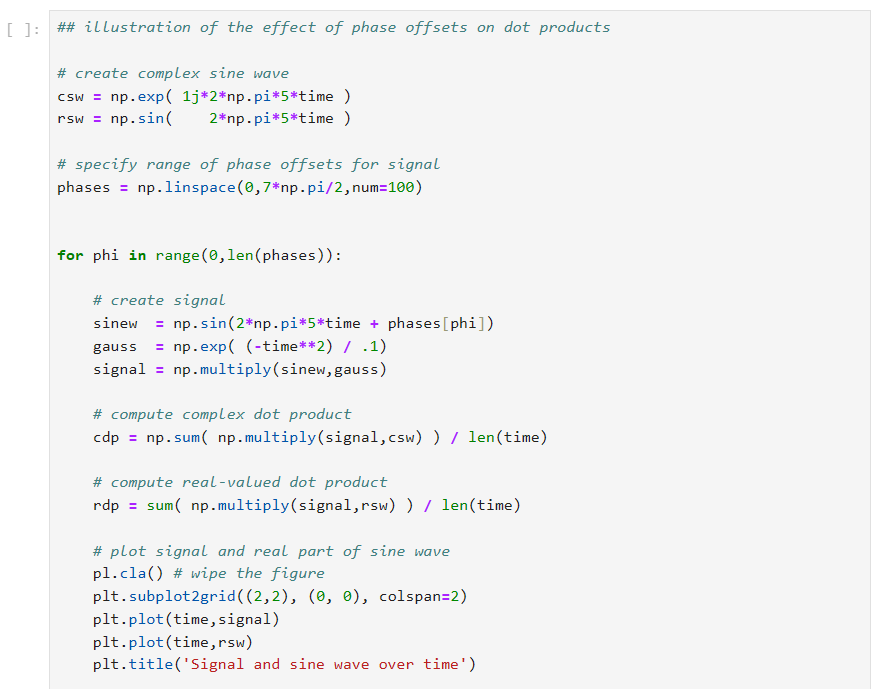 [ ]:
## illustration of the effect of phase offsets on dot products

# create complex sine wave
csw = np.exp( 1j*2*np.pi*5*time )
rsw = np.sin(    2*np.pi*5*time )

# specify range of phase offsets for signal
phases = np.linspace(0,7*np.pi/2,num=100)


for phi in range(0,len(phases)):

    # create signal
    sinew  = np.sin(2*np.pi*5*time + phases[phi])
    gauss  = np.exp( (-time**2) / .1)
    signal = np.multiply(sinew,gauss)

    # compute complex dot product
    cdp = np.sum( np.multiply(signal,csw) ) / len(time)

    # compute real-valued dot product
    rdp = sum( np.multiply(signal,rsw) ) / len(time)

    # plot signal and real part of sine wave
    pl.cla() # wipe the figure
    plt.subplot2grid((2,2), (0, 0), colspan=2)
    plt.plot(time,signal)
    plt.plot(time,rsw)
    plt.title('Signal and sine wave over time')